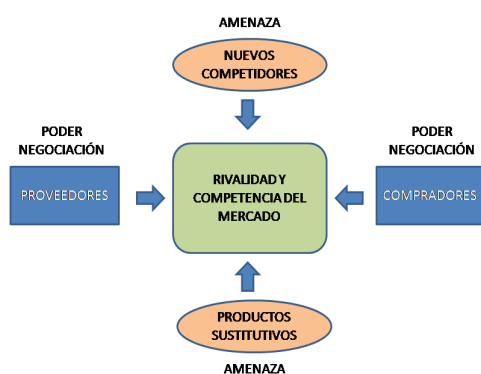 AMENAZA
NUEVOS
COMPETIDORES
PODER
NEGOCIACIÓN
PROVEEDORES
RIVALIDAD Y
COMPETENCIA DEL
MERCADO
PODER
NEGOCIACIÓN
COMPRADORES
PRODUCTOS
SUSTITUTIVOS
AMENAZA